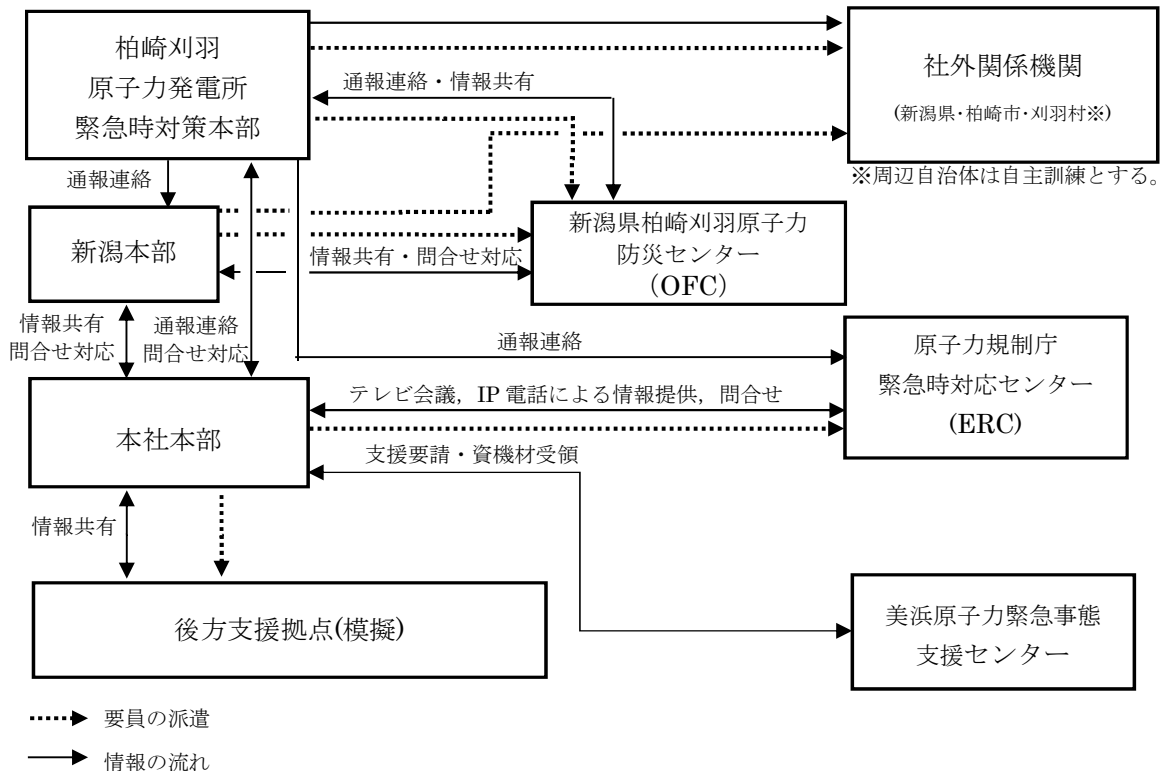 柏崎刈羽
原子力発電所
緊急時対策本部
社外関係機関
(新潟県・柏崎市・刈羽村※)
※周辺自治体は自主訓練とする。
通報連絡・情報共有
通報連絡
新潟本部
新潟県柏崎刈羽原子力
防災センター
（OFC）
情報共有・問合せ対応
情報共有
問合せ対応
通報連絡
問合せ対応
通報連絡
原子力規制庁
緊急時対応センター
(ERC)
本社本部
テレビ会議，IP 電話による情報提供，問合せ
支援要請・資機材受領
情報共有
後方支援拠点(模擬)
美浜原子力緊急事態
支援センター
要員の派遣
情報の流れ